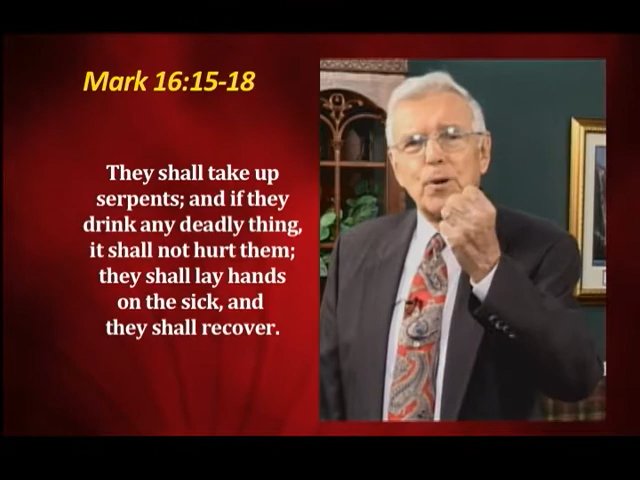 Mark 16:15-18
They shall take up
serpents; and if they
drink any deadly thing,
it shall not hurt them;
they shall lay hands
on the sick, and
they shall recover.